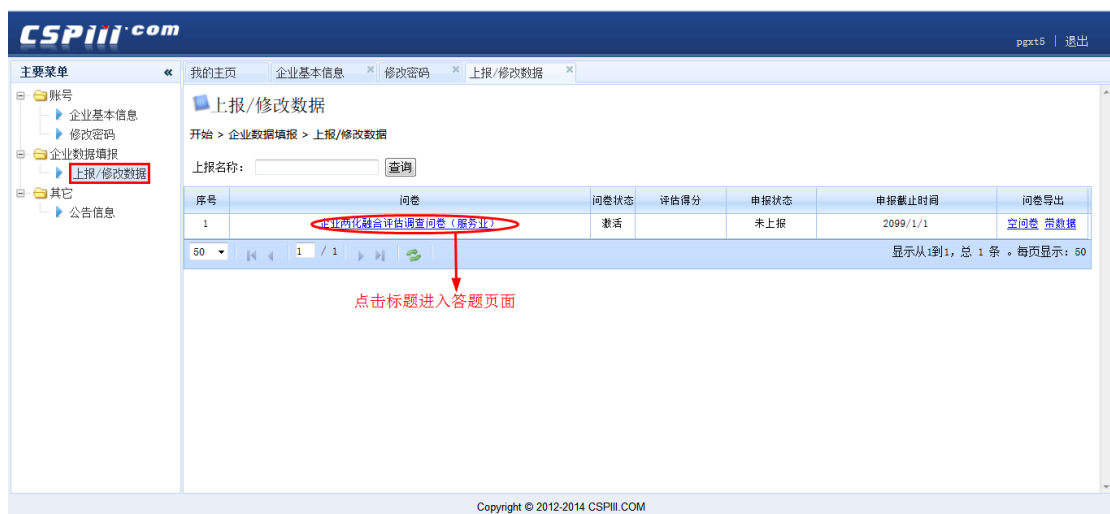 CSPiii.com
pgxt5 | 退出
主要菜单 «
我的主页 企业基本信息 × 修改密码 × 上报/修改数据 ×
账号
企业基本信息
修改密码
企业数据填报
上报/修改数据
其它
公告信息
上报/修改数据
开始 > 企业数据填报 > 上报/修改数据
上报名称: 查询
序号 问卷 问卷状态 评估得分 申报状态 申报截止时间 问卷导出
1 企业两化融合评估调查问卷（服务业） 激活 未上报 2099/1/1 空问卷 带数据
50 1 / 1 显示从1到1，总 1 条 。每页显示：50
点击标题进入答题页面
Copyright © 2012-2014 CSPIII.COM